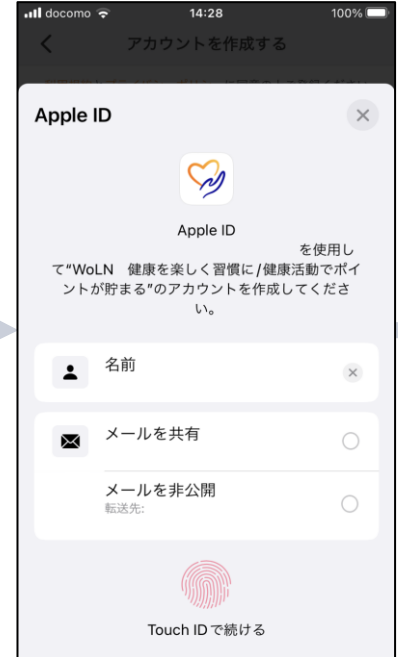 docomo 14:28 100%
アカウントを作成する
Apple ID
Apple ID
を使用し
て"WoLN 健康を楽しく習慣に/健康活動でポイ
ントが貯まる"のアカウントを作成してくださ
い。
名前
メールを共有
メールを非公開
転送先:
Touch IDで続ける